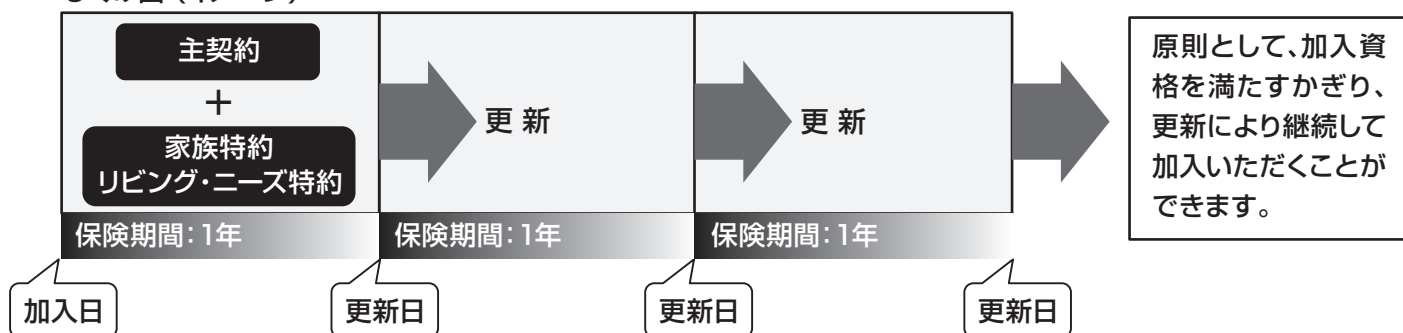 主契約
＋
家族特約
リビング・ニーズ特約
更 新
更 新
原則として、加入資
格を満たすかぎり、
更新により継続して
加入いただくことが
できます。
保険期間：1年
保険期間：1年
保険期間：1年
加入日
更新日
更新日
更新日